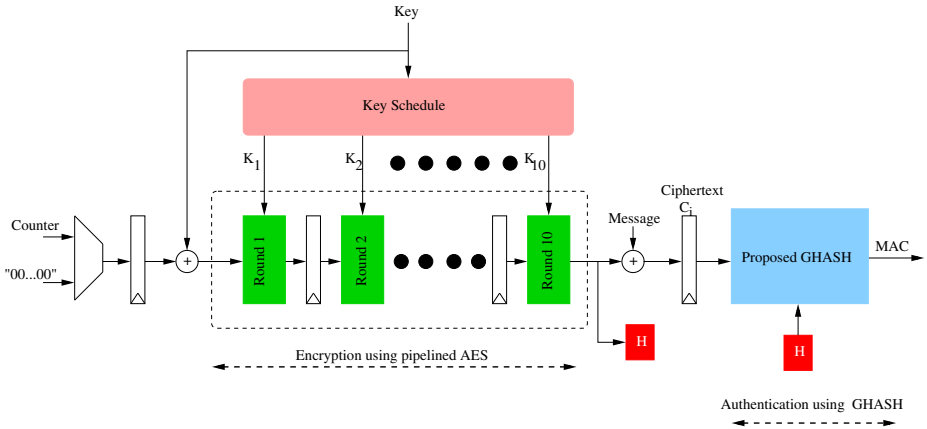 Key
Key Schedule
K1
K2
K10
Ciphertext
Ci
Counter
Message
"00...00"
Round 1
Round 2
Round 10
Proposed GHASH
MAC
H
H
Encryption using pipelined AES
Authentication using GHASH